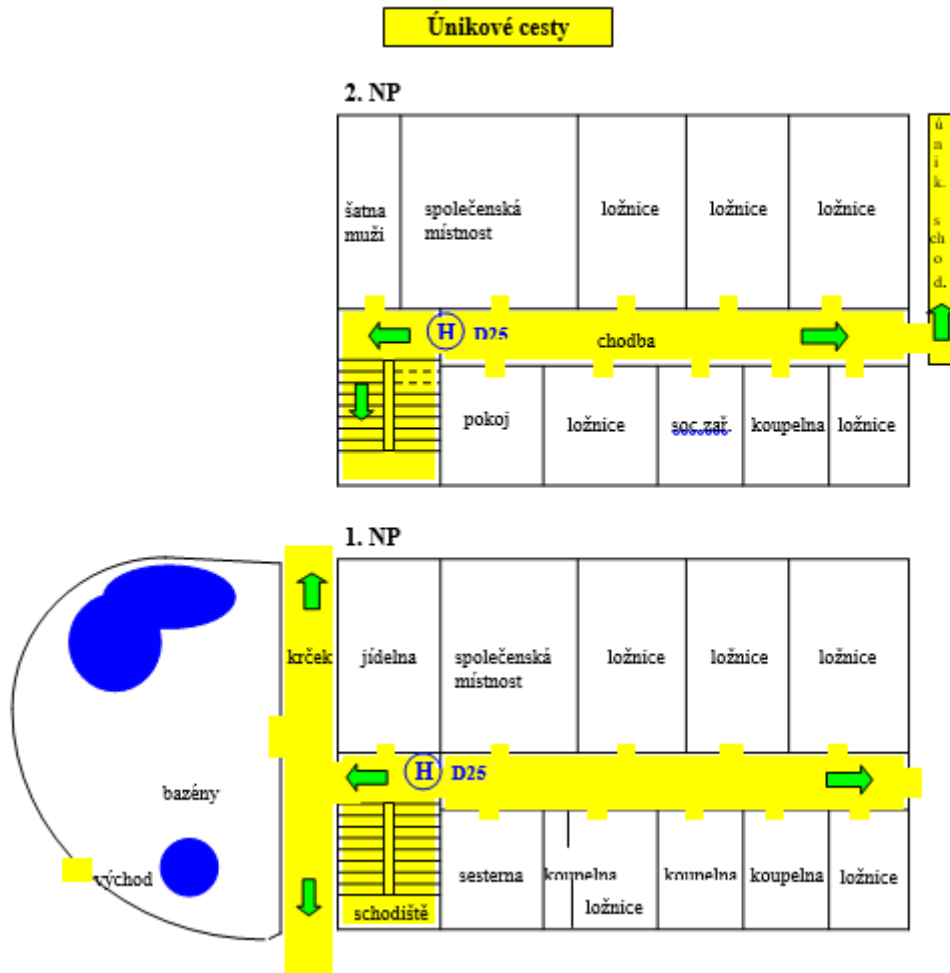 Únikové cesty
2. NP
únik. schod.
šatna
muži
společenská
místnost
ložnice
ložnice
ložnice
H D25
chodba
pokoj
ložnice
soc.zař.
koupelna
ložnice
1. NP
krček
jídelna
společenská
místnost
ložnice
ložnice
ložnice
H D25
bazény
východ
schodiště
sesterna
koupelna
ložnice
koupelna
koupelna
ložnice